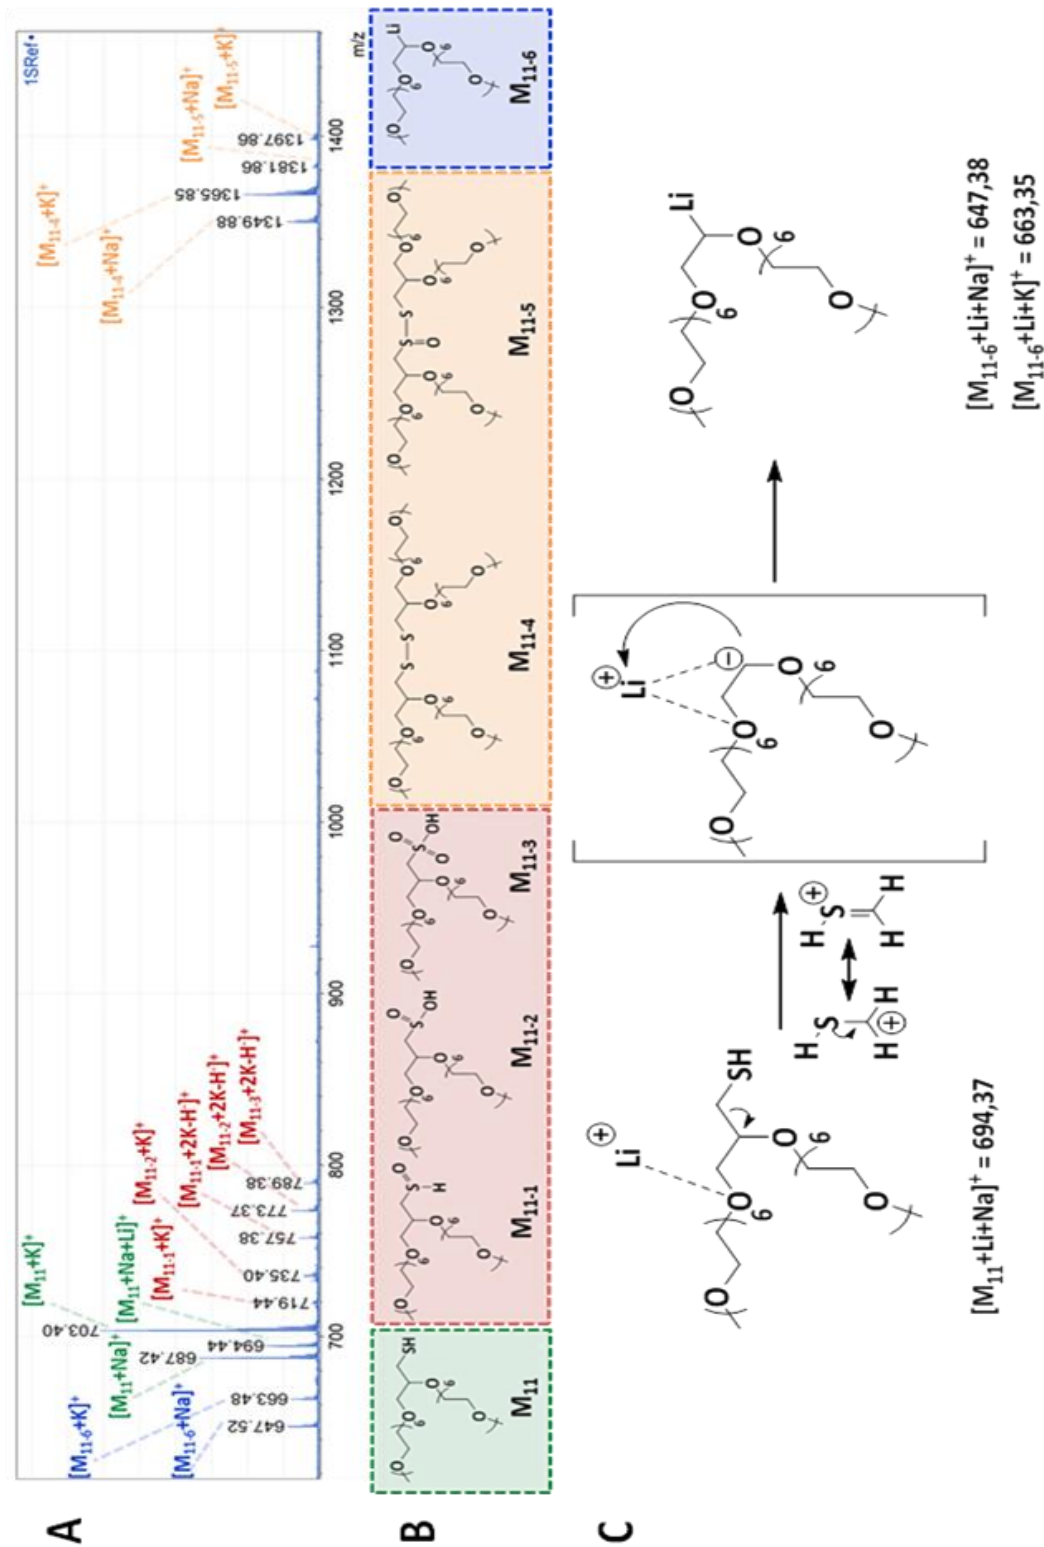 A
1SRef
[M11-6+K]+
[M11-6+Na]+
[M11+Na]+
[M11+K]+
[M11+Na+Li]+
[M11-1+K]+
[M11-2+K]+
[M11-1+2K-H·]+
[M11-2+2K-H·]+
[M11-3+2K-H·]+
[M11-4+Na]+
[M11-4+K]+
[M11-5+Na]+
[M11-5+K]+
647.52
663.48
687.42
694.44
703.40
719.44
735.40
757.38
773.37
789.38
1349.88
1365.85
1381.86
1397.86
700 800 900 1000 1100 1200 1300 1400
m/z
B
M11
M11-1
M11-2
M11-3
M11-4
M11-5
M11-6
C
[M11+Li+Na]+ = 694,37
[M11-6+Li+Na]+ = 647,38
[M11-6+Li+K]+ = 663,35